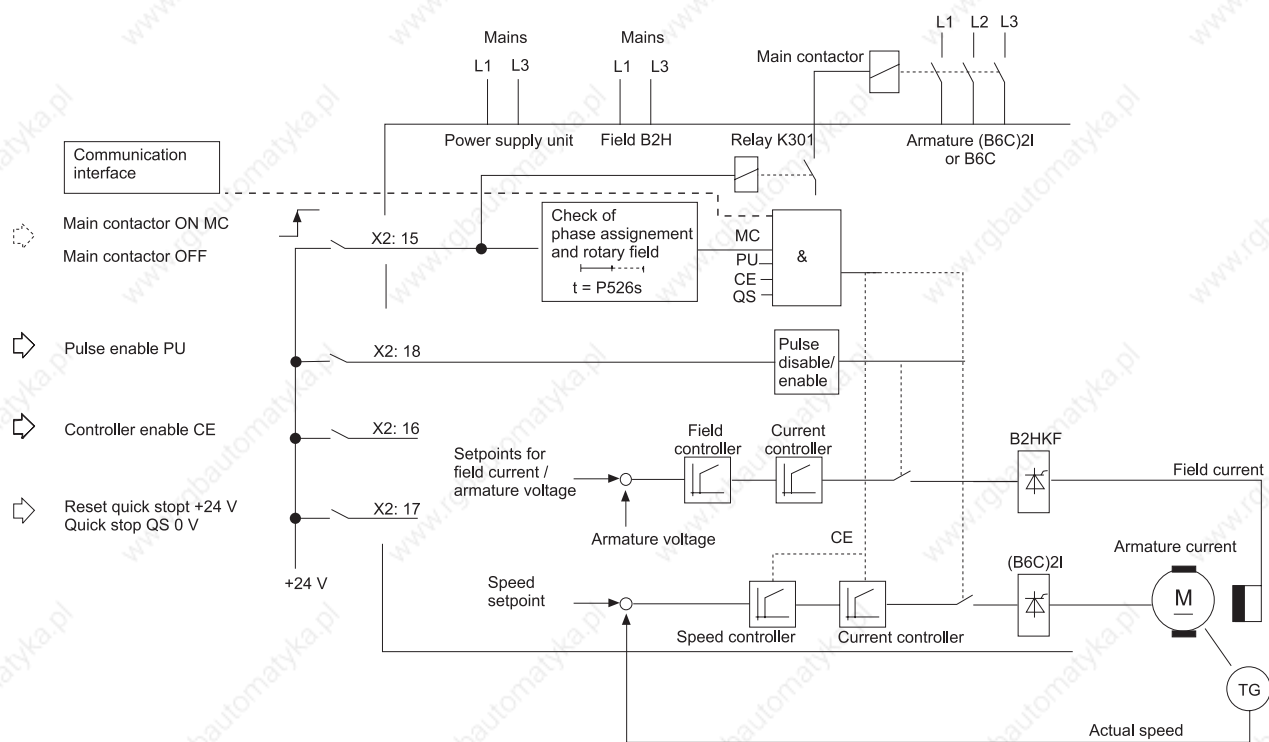 L1 L2 L3
Mains Mains
Main contactor
L1 L3 L1 L3
Power supply unit Field B2H Relay K301 Armature (B6C)2I
or B6C
Communication
interface
Main contactor ON MC
Main contactor OFF
X2: 15
Check of
phase assignement
and rotary field
t = P526s
MC
PU
CE
QS
&
Pulse enable PU
X2: 18
Pulse
disable/
enable
Controller enable CE
X2: 16
Setpoints for
field current /
armature voltage
Field
controller
Current
controller
B2HKF
Field current
Reset quick stopt +24 V
Quick stop QS 0 V
X2: 17
Armature voltage
CE
Armature current
+24 V
Speed
setpoint
(B6C)2I
M
Speed controller
Current controller
TG
Actual speed
www.rgbautomatyka.pl